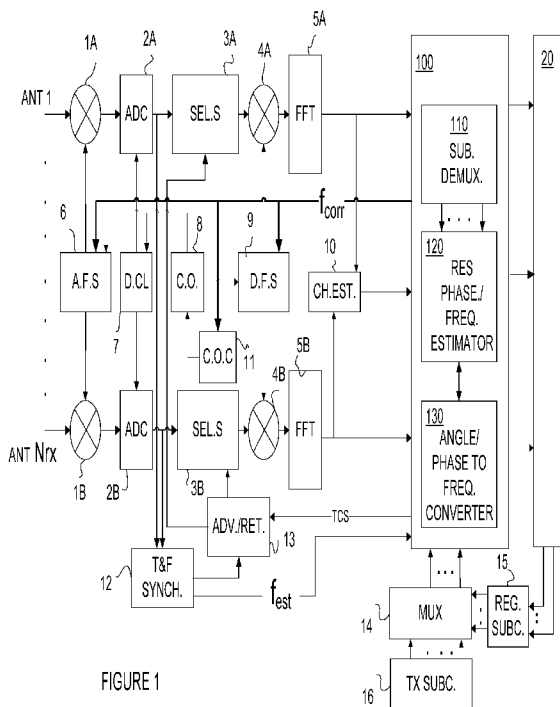 5A
1A
2A
3A
4A
100
20
ANT 1
ADC
SEL.S
FFT
110
SUB.
DEMUX.
fcorr
6
8
9
10
A.F.S
D.CL
C.O.
D.F.S
CH.EST.
120
RES
PHASE./
FREQ.
ESTIMATOR
7
C.O.C
11
5B
4B
ANT Nrx
ADC
SEL.S
FFT
130
ANGLE/
PHASE TO
FREQ.
CONVERTER
1B
2B
3B
ADV./RET.
13
TCS
12
T&F
SYNCH.
fest
15
14
MUX
REG.
SUBC.
FIGURE 1
16
TX SUBC.